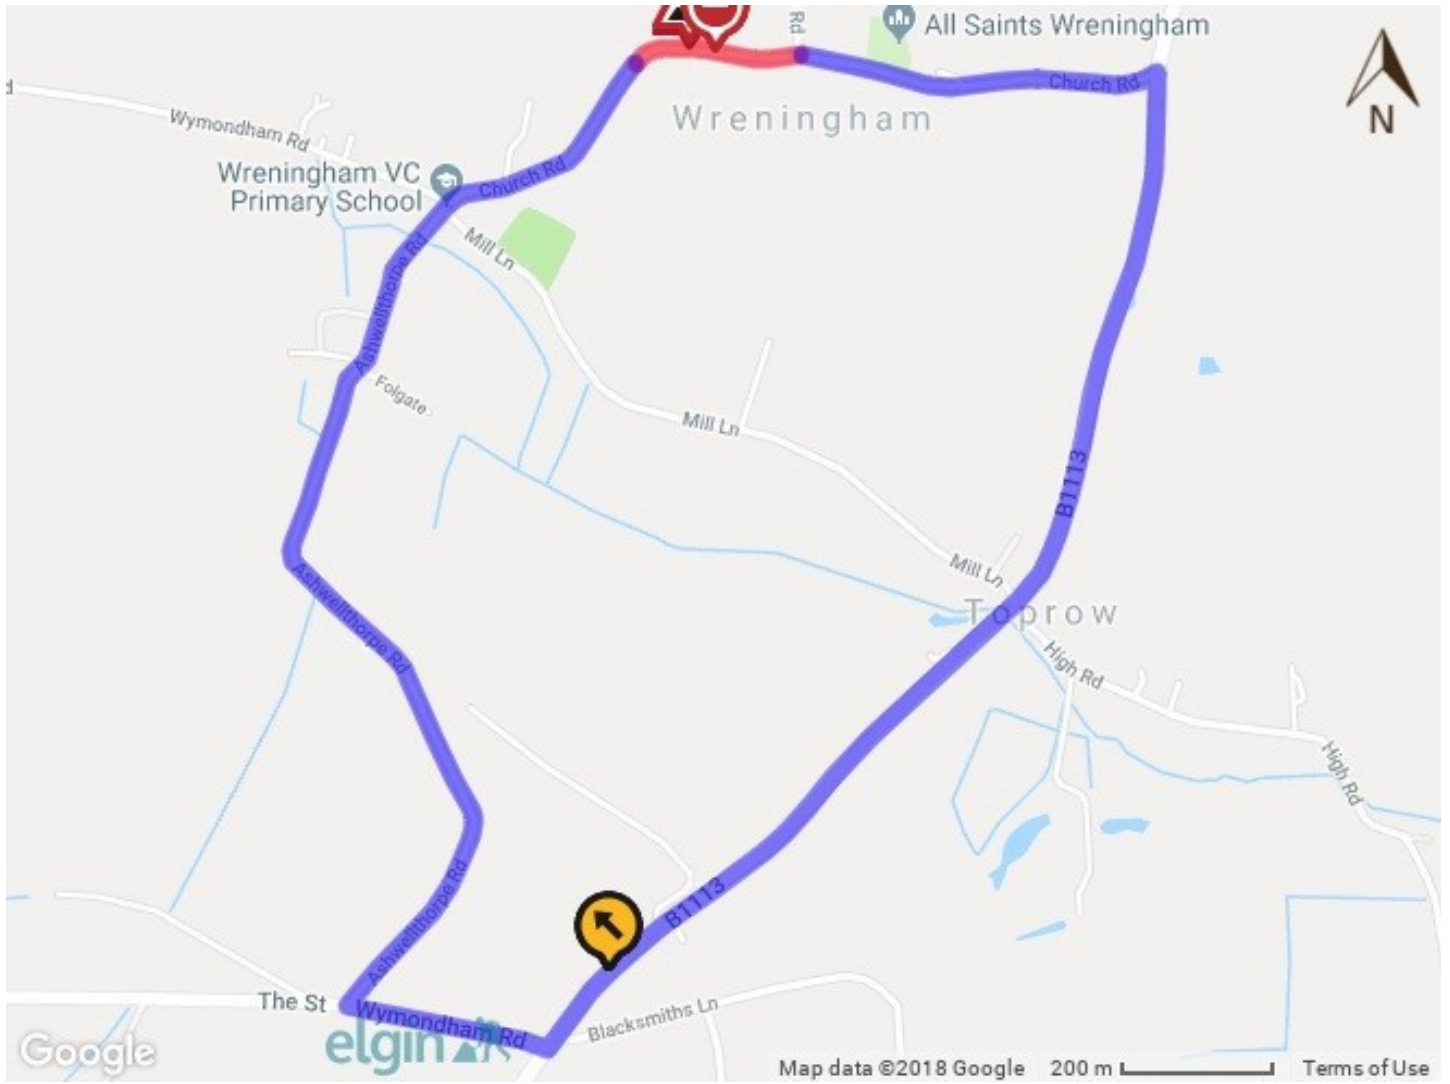 Rd
All Saints Wreningham
d
Wymondham Rd
Wreningham
N
Church Rd
Wreningham VC
Primary School
Church Rd
Mill Ln
Ashwellthorpe Rd
Folgate
Mill Ln
B1113
Mill Ln
Toprow
Ashwellthorpe Rd
High Rd
High Rd
B1113
Ashwellthorpe Rd
The St
Wymondham Rd
Blacksmiths Ln
elgin
Google
Map data ©2018 Google
200 m
Terms of Use